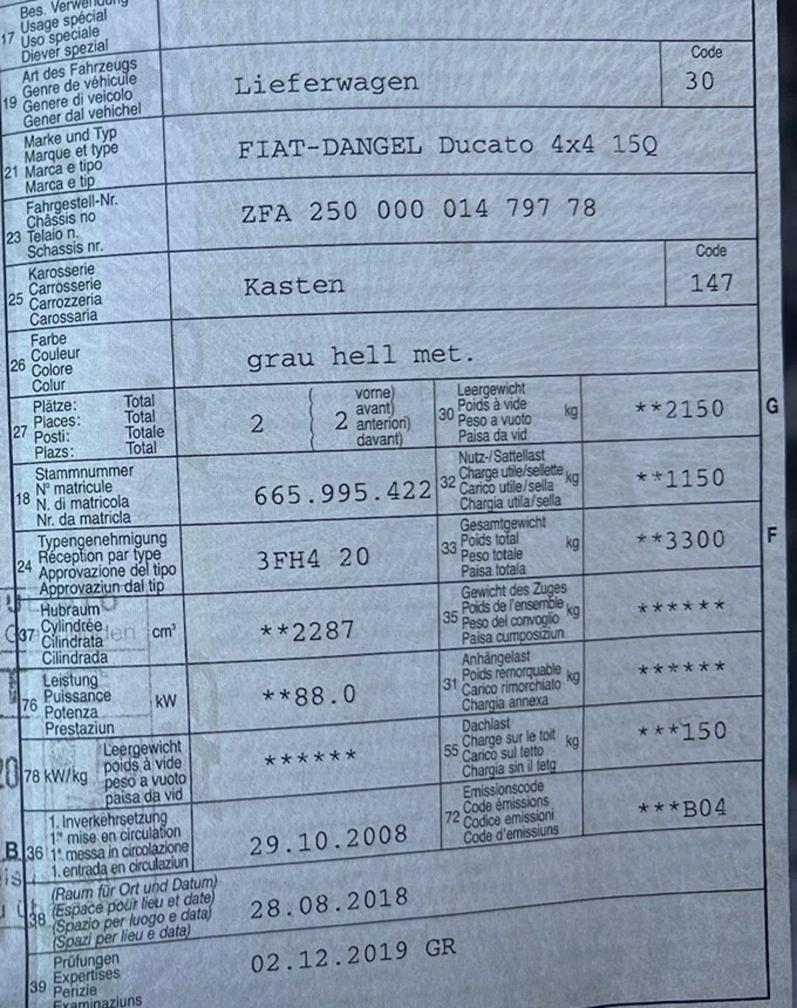 Bes. Verwendung
Usage spécial
17 Uso speciale
Diever spezial
Art des Fahrzeugs
Genre de véhicule
19 Genere di veicolo
Gener dal vehichel
Lieferwagen
Code
30
Marke und Typ
Marque et type
21 Marca e tipo
Marca e tip
FIAT-DANGEL Ducato 4x4 15Q
Fahrgestell-Nr.
Châssis no
23 Telaio n.
Schassis nr.
ZFA 250 000 014 797 78
Karosserie
Carrosserie
25 Carrozzeria
Carossaria
Kasten
Code
147
Farbe
Couleur
26 Colore
Colur
grau hell met.
Plätze: Total
Places: Total
27 Posti: Totale
Plazs: Total
2
vorne)
avant)
2 anteriori)
davant)
Leergewicht
30 Poids à vide kg
Peso a vuoto
Paisa da vid
**2150
G
Stammnummer
N° matricule
18 N. di matricola
Nr. da matricla
665.995.422
Nutz-/Sattellast
32 Charge utile/sellette kg
Carico utile/sella
Chargia utila/sella
**1150
Typengenehmigung
Réception par type
24 Approvazione del tipo
Approvaziun dal tip
3FH4 20
Gesamtgewicht
33 Poids total kg
Peso totale
Paisa totala
**3300
F
Hubraum
37 Cylindrée cm³
Cilindrata
Cilindrada
**2287
Gewicht des Zuges
35 Poids de l'ensemble kg
Peso del convoglio
Paisa cumposiziun
******
Leistung
76 Puissance kW
Potenza
Prestaziun
**88.0
Anhängelast
31 Poids remorquable kg
Carico rimorchiato
Chargia annexa
******
Leergewicht
78 kW/kg poids à vide
peso a vuoto
paisa da vid
******
Dachlast
55 Charge sur le toit kg
Carico sul tetto
Chargia sin il tetg
***150
1. Inverkehrsetzung
1re mise en circulation
B 36 1a messa in circolazione
1. entrada en circulaziun
29.10.2008
Emissionscode
72 Code émissions
Codice emissioni
Code d'emissiuns
***B04
(Raum für Ort und Datum)
(Espace pour lieu et date)
38 (Spazio per luogo e data)
(Spazi per lieu e data)
28.08.2018
Prüfungen
39 Expertises
Perizie
Examinaziuns
02.12.2019 GR